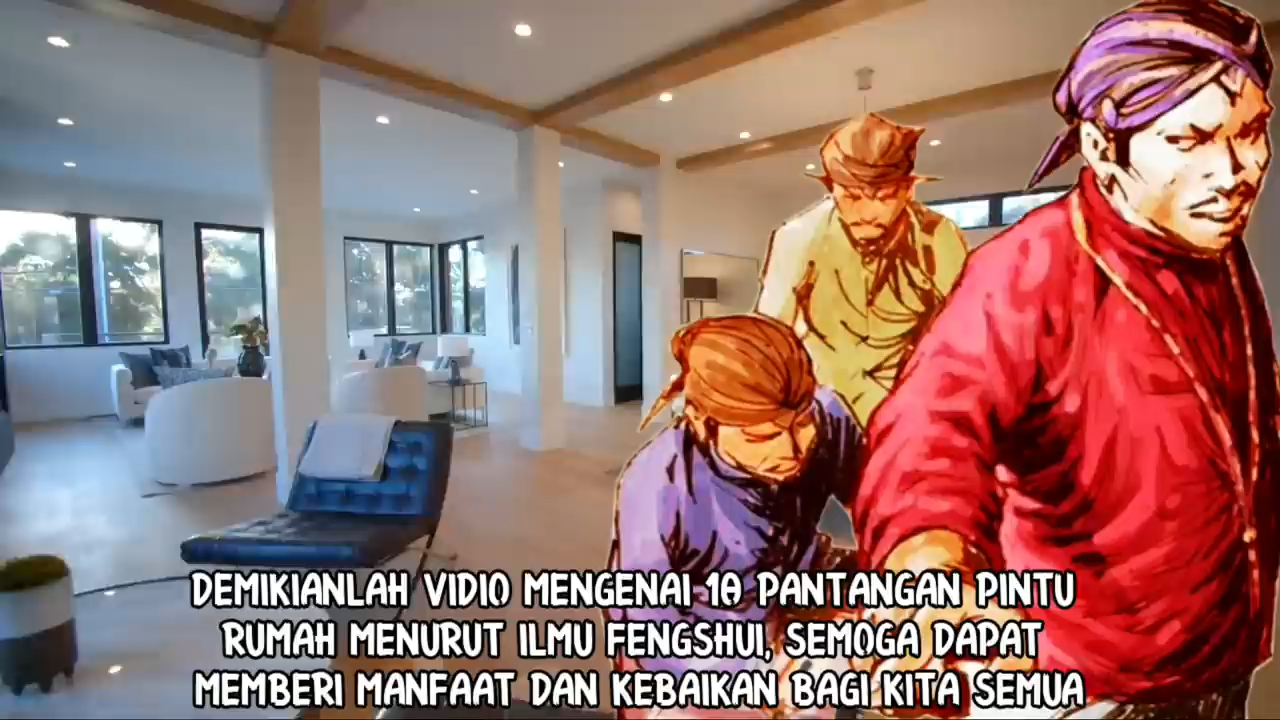 DEMIKIANLAH VIDIO MENGENAI 10 PANTANGAN PINTU
RUMAH MENURUT ILMU FENGSHUI, SEMOGA DAPAT
MEMBERI MANFAAT DAN KEBAIKAN BAGI KITA SEMUA